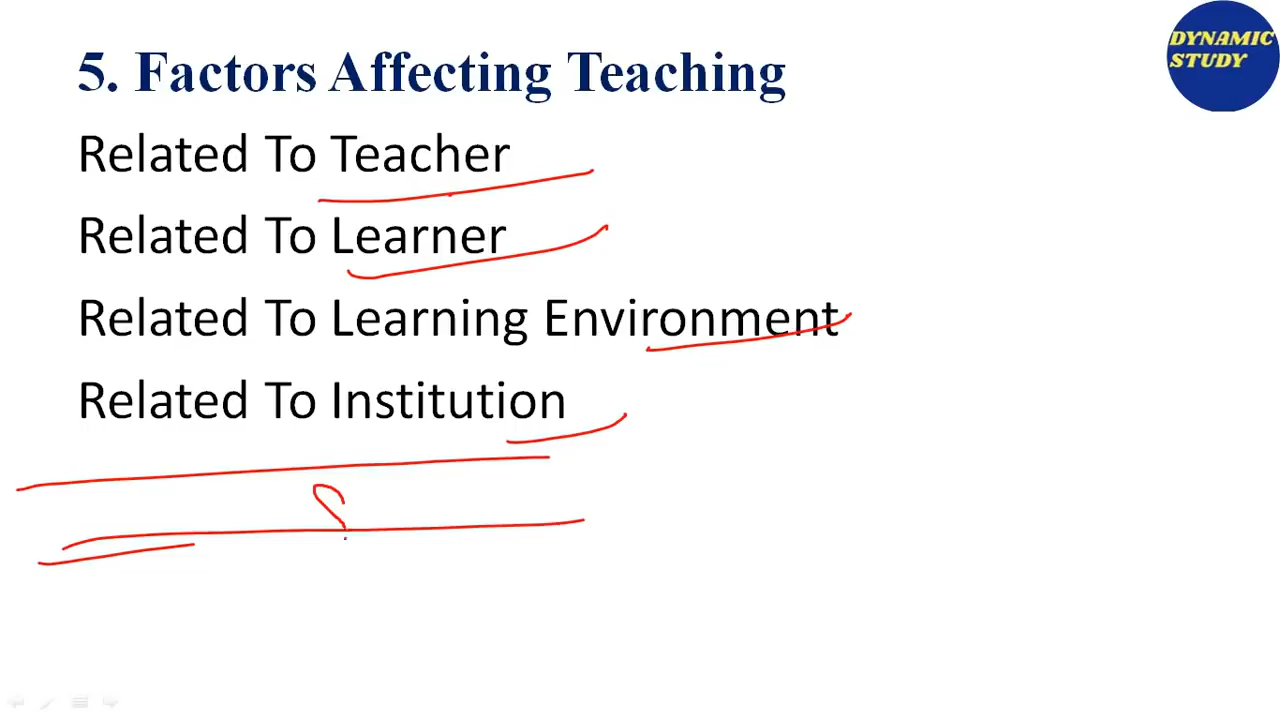 5. Factors Affecting Teaching
DYNAMIC
STUDY
Related To Teacher
Related To Learner
Related To Learning Environment
Related To Institution